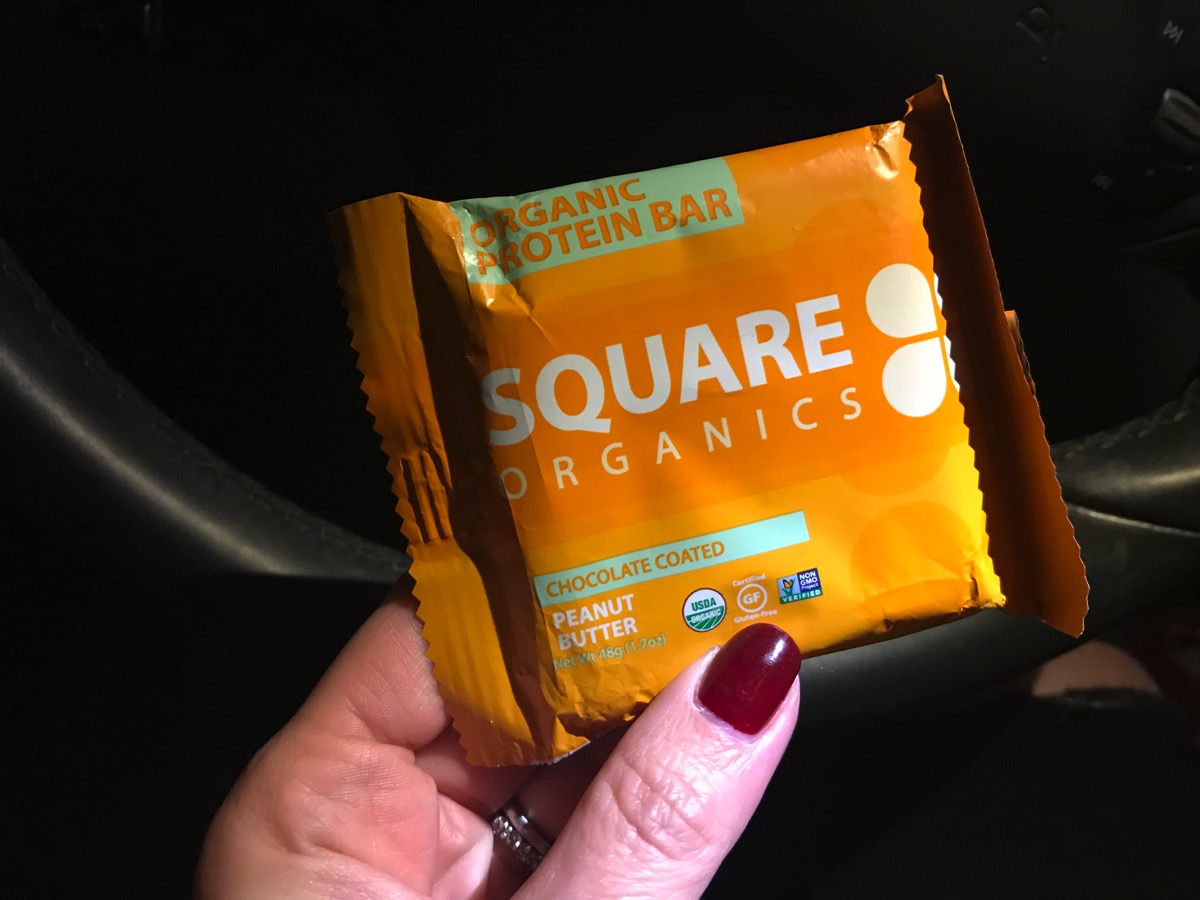 ORGANIC
PROTEIN BAR
SQUARE
ORGANICS
CHOCOLATE COATED
PEANUT
BUTTER
Net Wt 48g (1.7oz)
USDA
ORGANIC
Certified
GF
Gluten-Free
NON
GMO
Project
VERIFIED